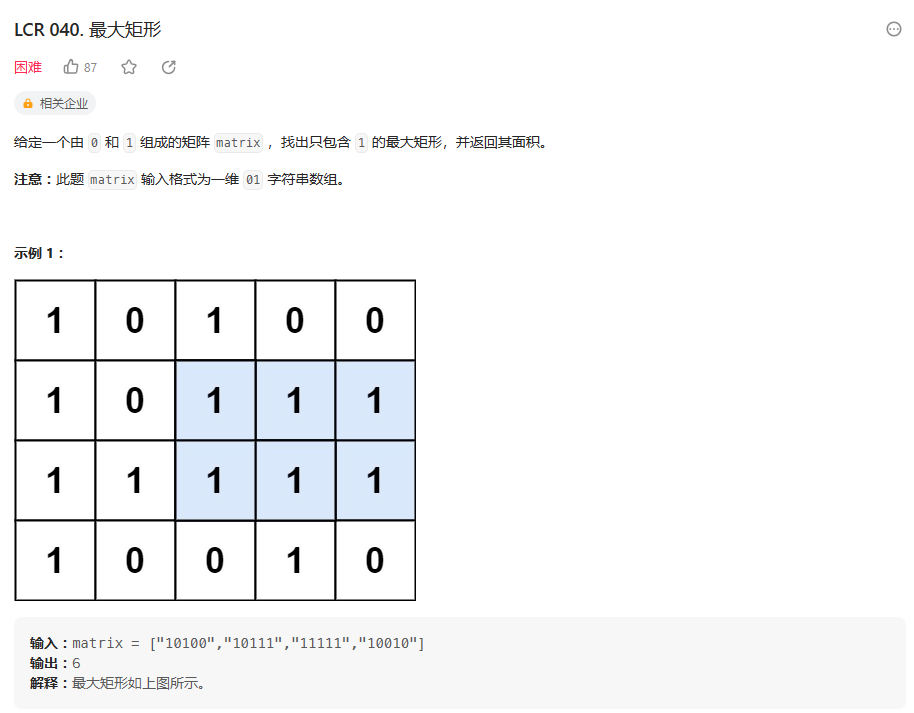 LCR 040. 最大矩形
困难 87
相关企业
给定一个由 0 和 1 组成的矩阵 matrix ，找出只包含 1 的最大矩形，并返回其面积。
注意：此题 matrix 输入格式为一维 01 字符串数组。
示例 1：
1 0 1 0 0
1 0 1 1 1
1 1 1 1 1
1 0 0 1 0
输入：matrix = ["10100","10111","11111","10010"]
输出：6
解释：最大矩形如上图所示。